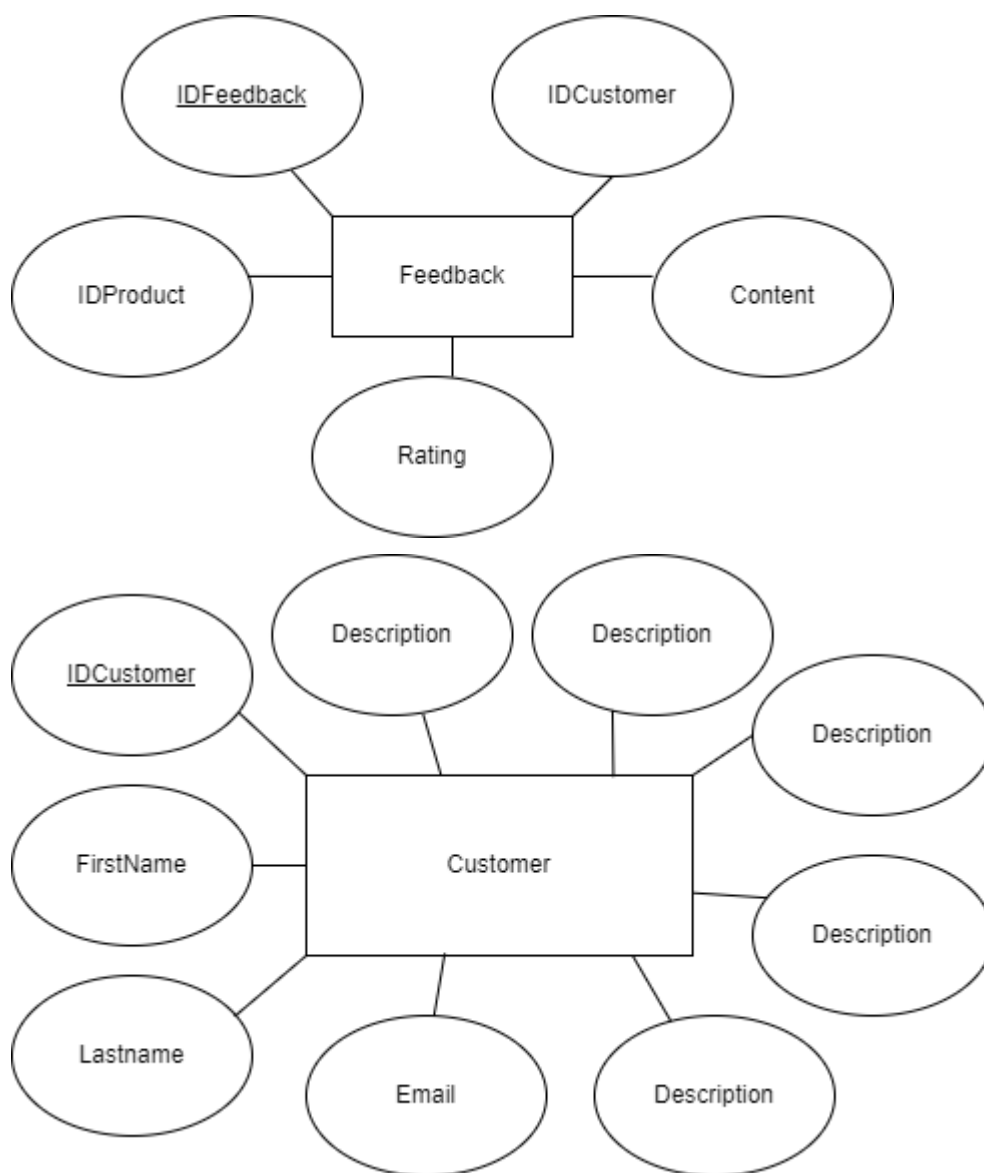 IDFeedback
IDCustomer
IDProduct
Feedback
Content
Rating
Description
Description
IDCustomer
Description
FirstName
Customer
Description
Lastname
Email
Description